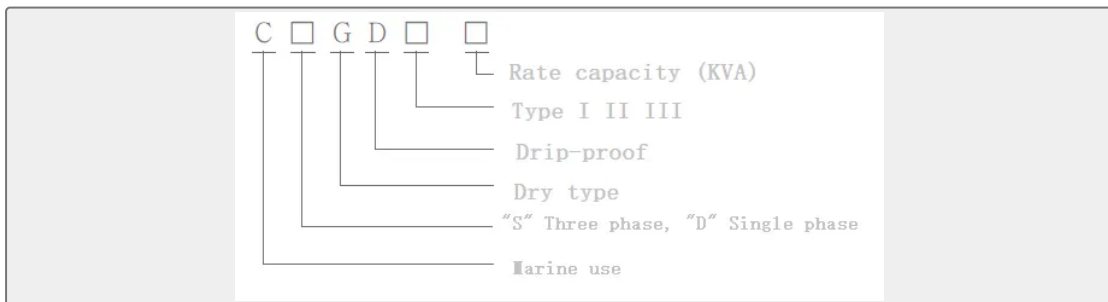 C □ G D □ □
Rate capacity (KVA)
Type I II III
Drip-proof
Dry type
"S" Three phase, "D" Single phase
Marine use